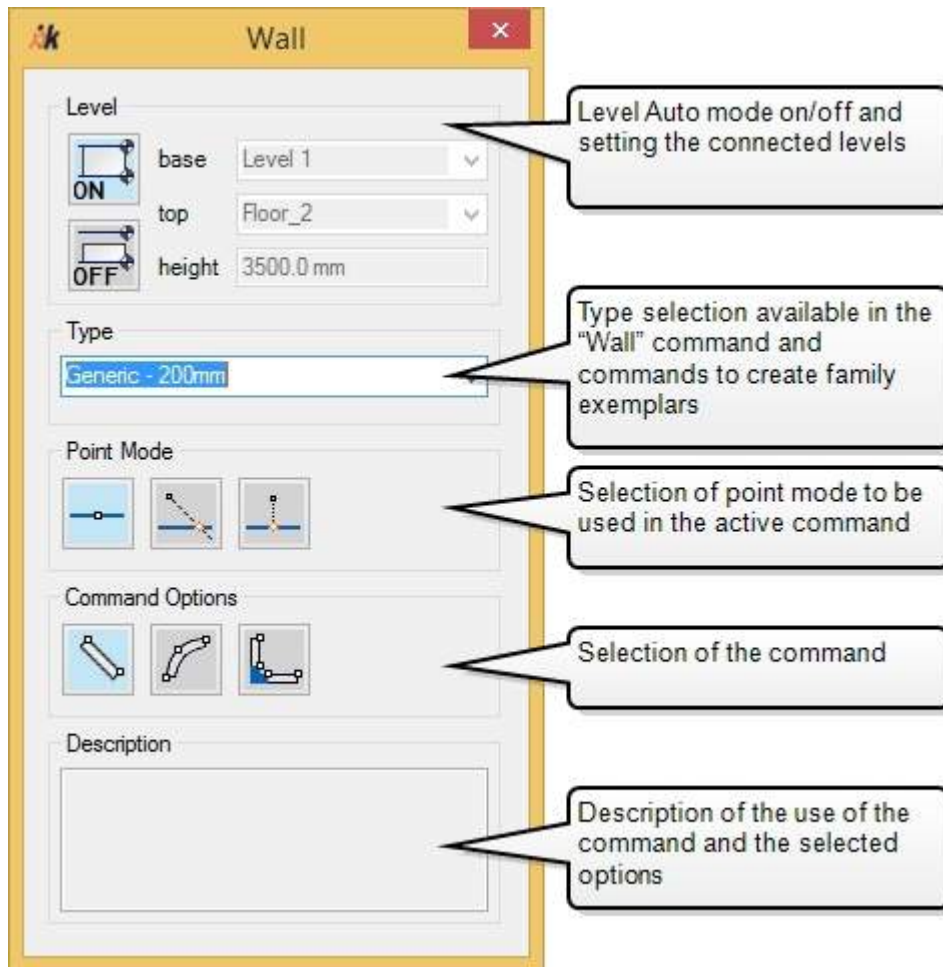 k Wall
Level
ON
base Level 1
top Floor_2
OFF
height 3500.0 mm
Type
Generic - 200mm
Point Mode
Command Options
Description
Level Auto mode on/off and
setting the connected levels
Type selection available in the
“Wall” command and
commands to create family
exemplars
Selection of point mode to be
used in the active command
Selection of the command
Description of the use of the
command and the selected
options